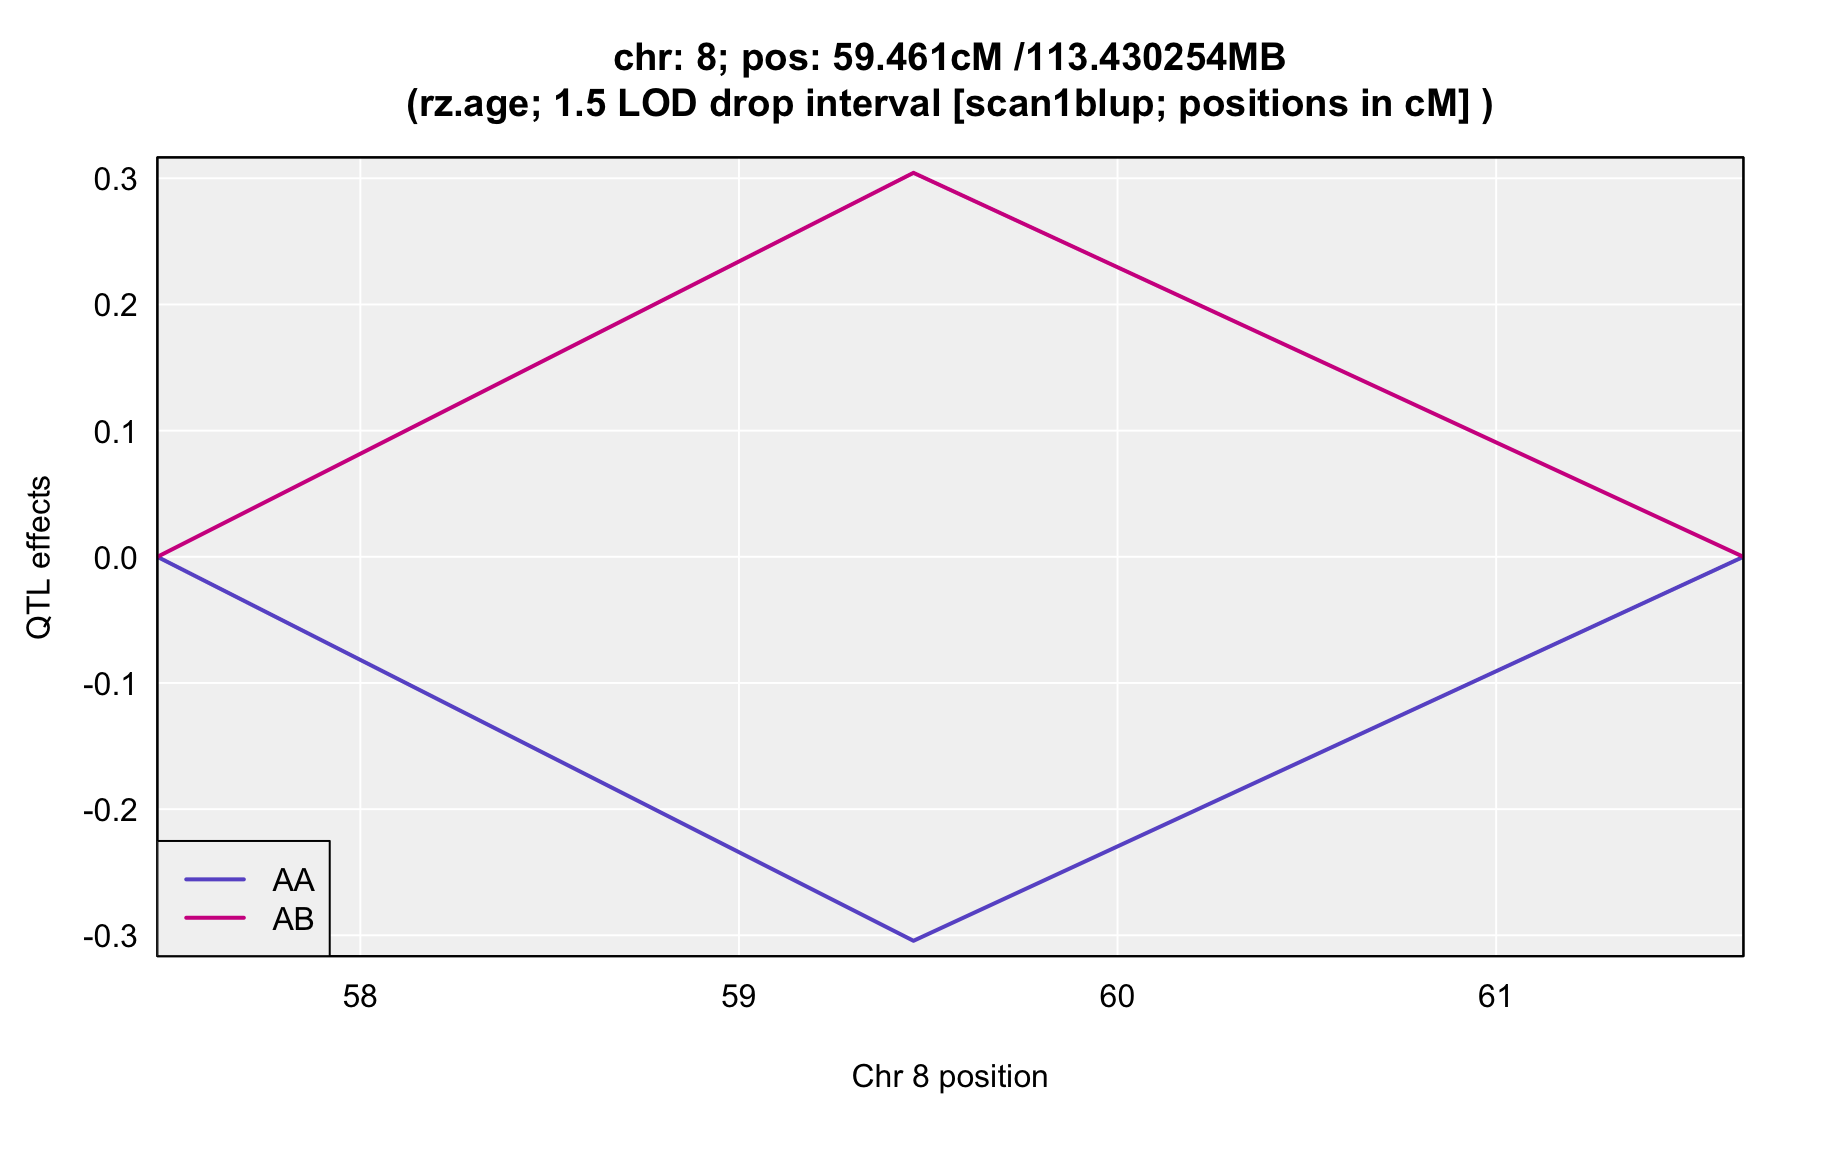 chr: 8; pos: 59.461cM /113.430254MB
(rz.age; 1.5 LOD drop interval [scan1blup; positions in cM] )
0.3
0.2
0.1
0.0
-0.1
-0.2
-0.3
QTL effects
AA
AB
58 59 60 61
Chr 8 position